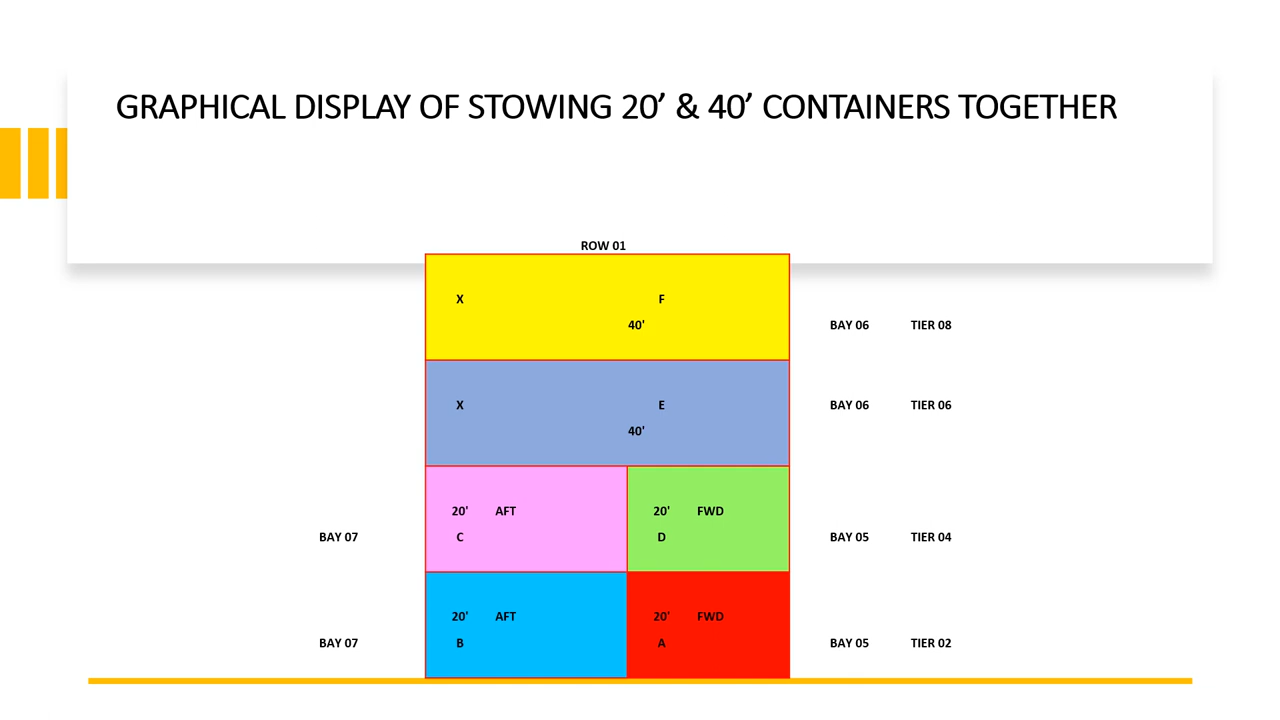 GRAPHICAL DISPLAY OF STOWING 20’ & 40’ CONTAINERS TOGETHER
ROW 01
X F
40' BAY 06 TIER 08
X E BAY 06 TIER 06
40'
20' AFT 20' FWD
BAY 07 C D BAY 05 TIER 04
20' AFT 20' FWD
BAY 07 B A BAY 05 TIER 02